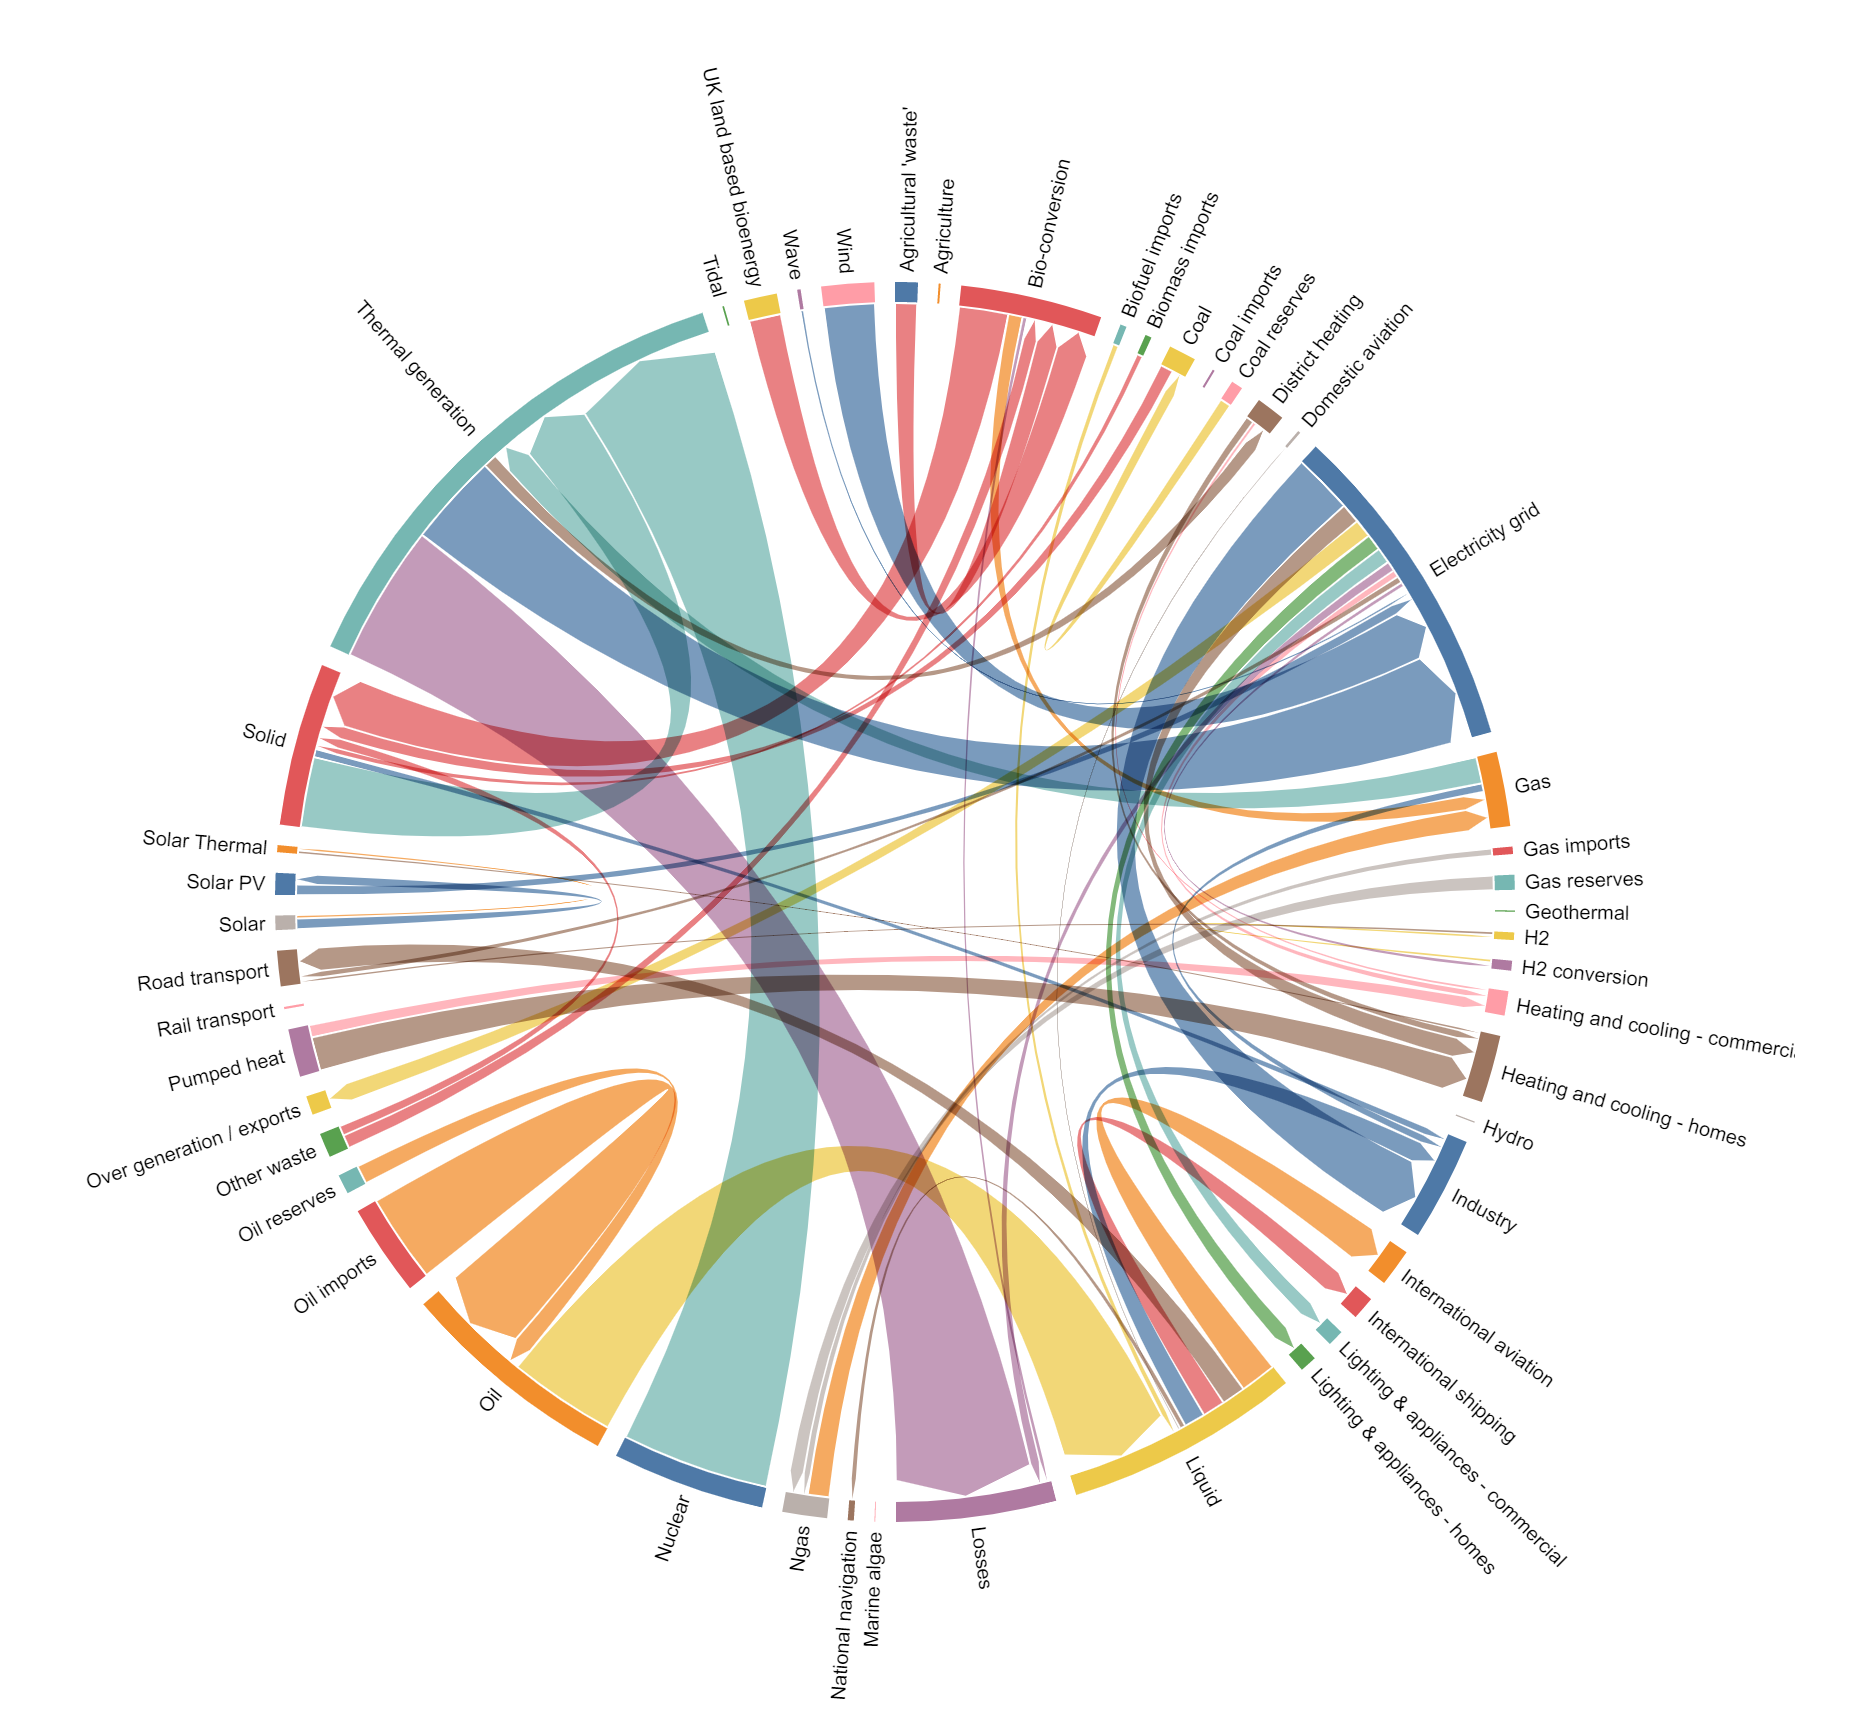 Agricultural 'waste'
Agriculture
Bio-conversion
Biofuel imports
Biomass imports
Coal
Coal imports
Coal reserves
District heating
Domestic aviation
Electricity grid
Gas
Gas imports
Gas reserves
Geothermal
H2
H2 conversion
Heating and cooling - commerci
Heating and cooling - homes
Hydro
Industry
International aviation
International shipping
Lighting & appliances - commercial
Lighting & appliances - homes
Liquid
Losses
Marine algae
National navigation
Ngas
Nuclear
Oil
Oil imports
Oil reserves
Other waste
Over generation / exports
Pumped heat
Rail transport
Road transport
Solar
Solar PV
Solar Thermal
Solid
Thermal generation
Tidal
UK land based bioenergy
Wave
Wind